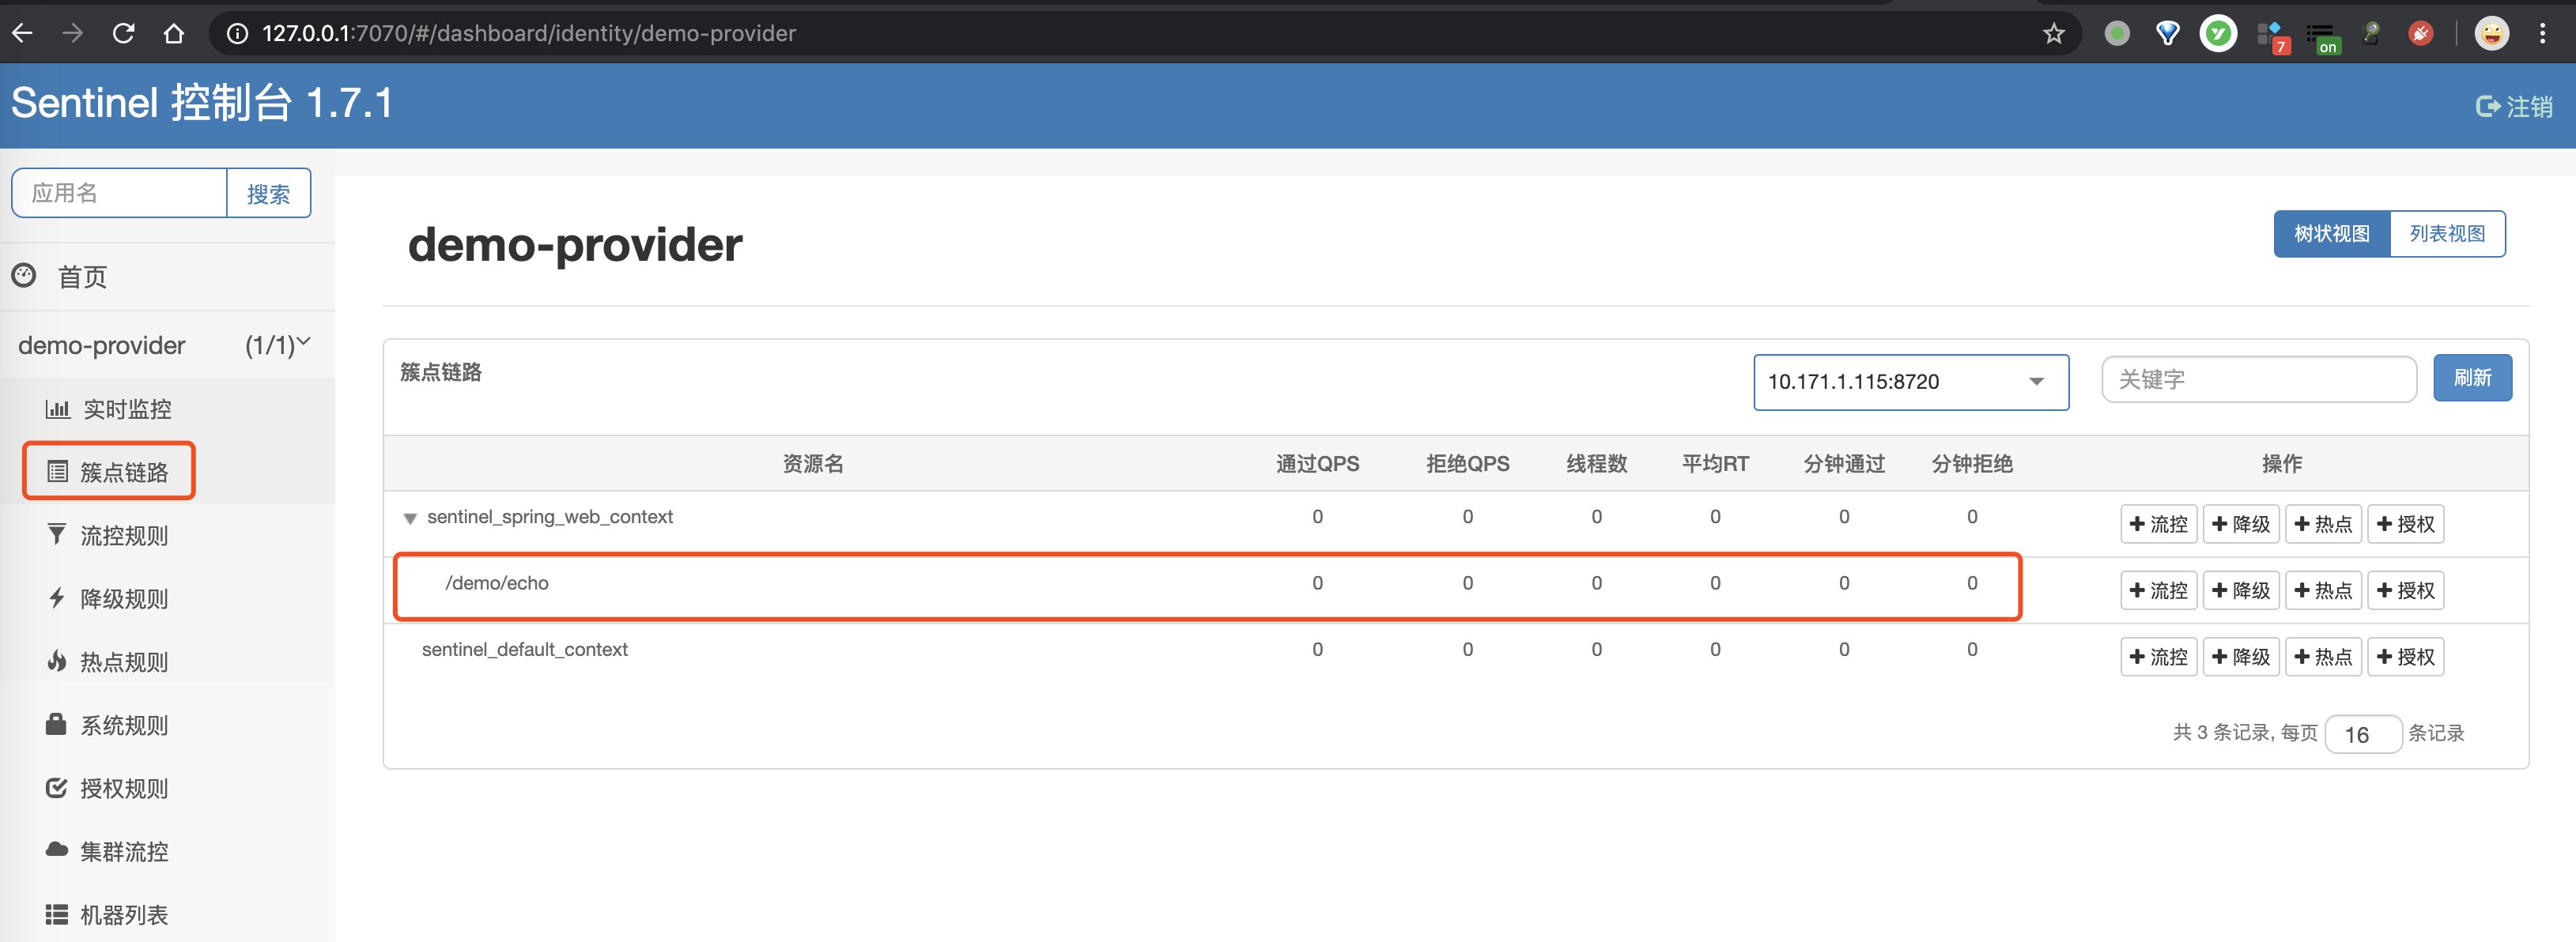 127.0.0.1:7070/#/dashboard/identity/demo-provider
7
on
Sentinel 控制台 1.7.1
注销
应用名 搜索
首页
demo-provider (1/1)
实时监控
簇点链路
流控规则
降级规则
热点规则
系统规则
授权规则
集群流控
机器列表
demo-provider
树状视图 列表视图
簇点链路 10.171.1.115:8720 关键字 刷新
资源名 通过QPS 拒绝QPS 线程数 平均RT 分钟通过 分钟拒绝 操作
sentinel_spring_web_context 0 0 0 0 0 0 流控 降级 热点 授权
/demo/echo 0 0 0 0 0 0 流控 降级 热点 授权
sentinel_default_context 0 0 0 0 0 0 流控 降级 热点 授权
共 3 条记录, 每页 16 条记录